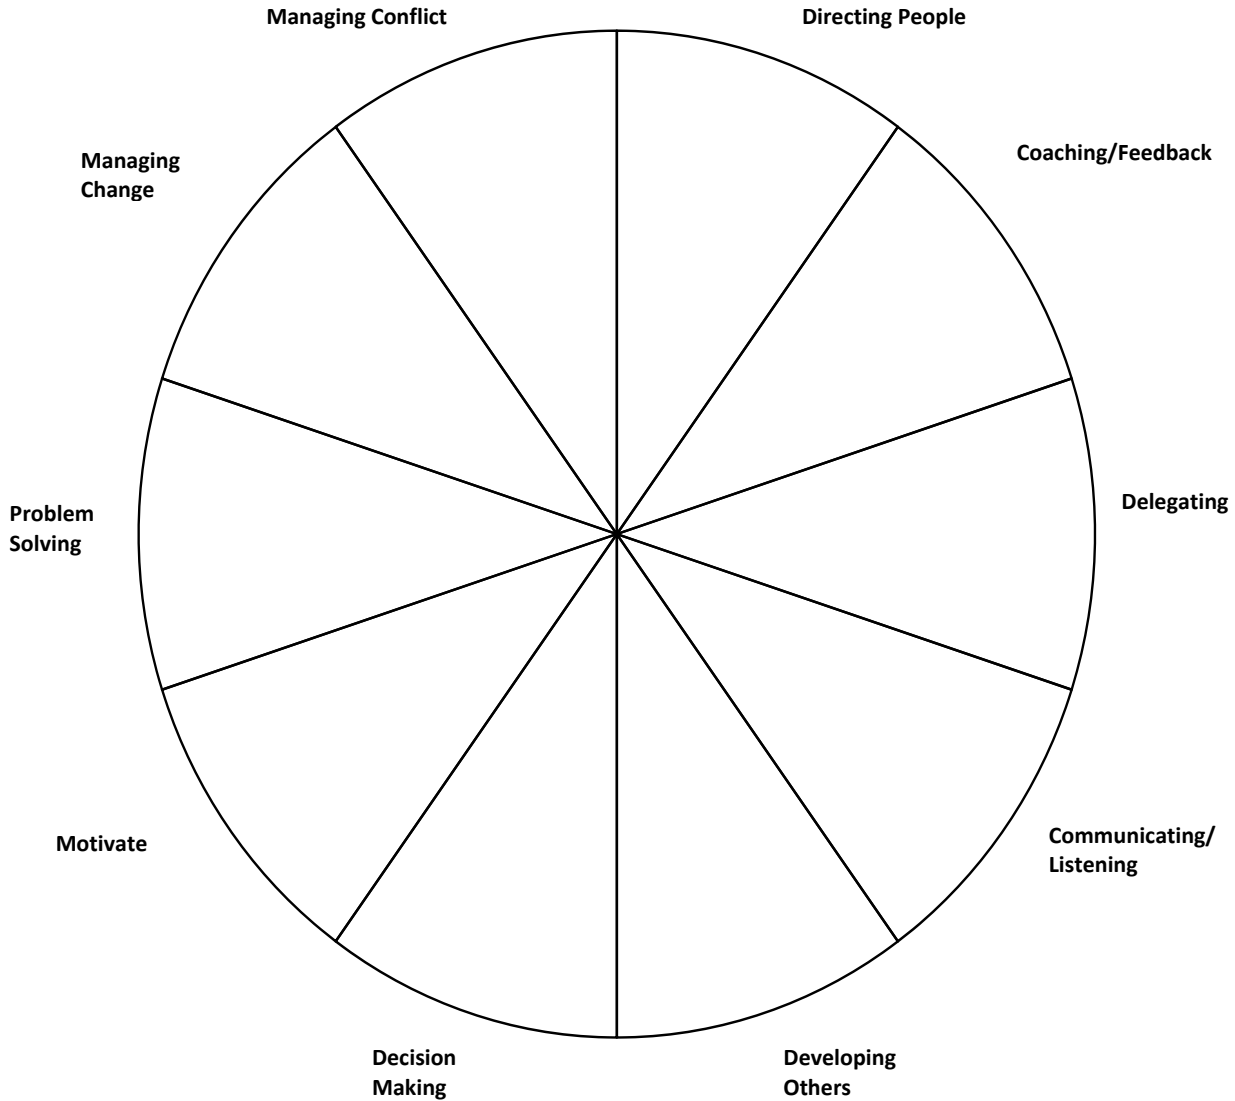 Managing Conflict
Directing People
Managing
Change
Coaching/Feedback
Problem
Solving
Delegating
Motivate
Communicating/
Listening
Decision
Making
Developing
Others